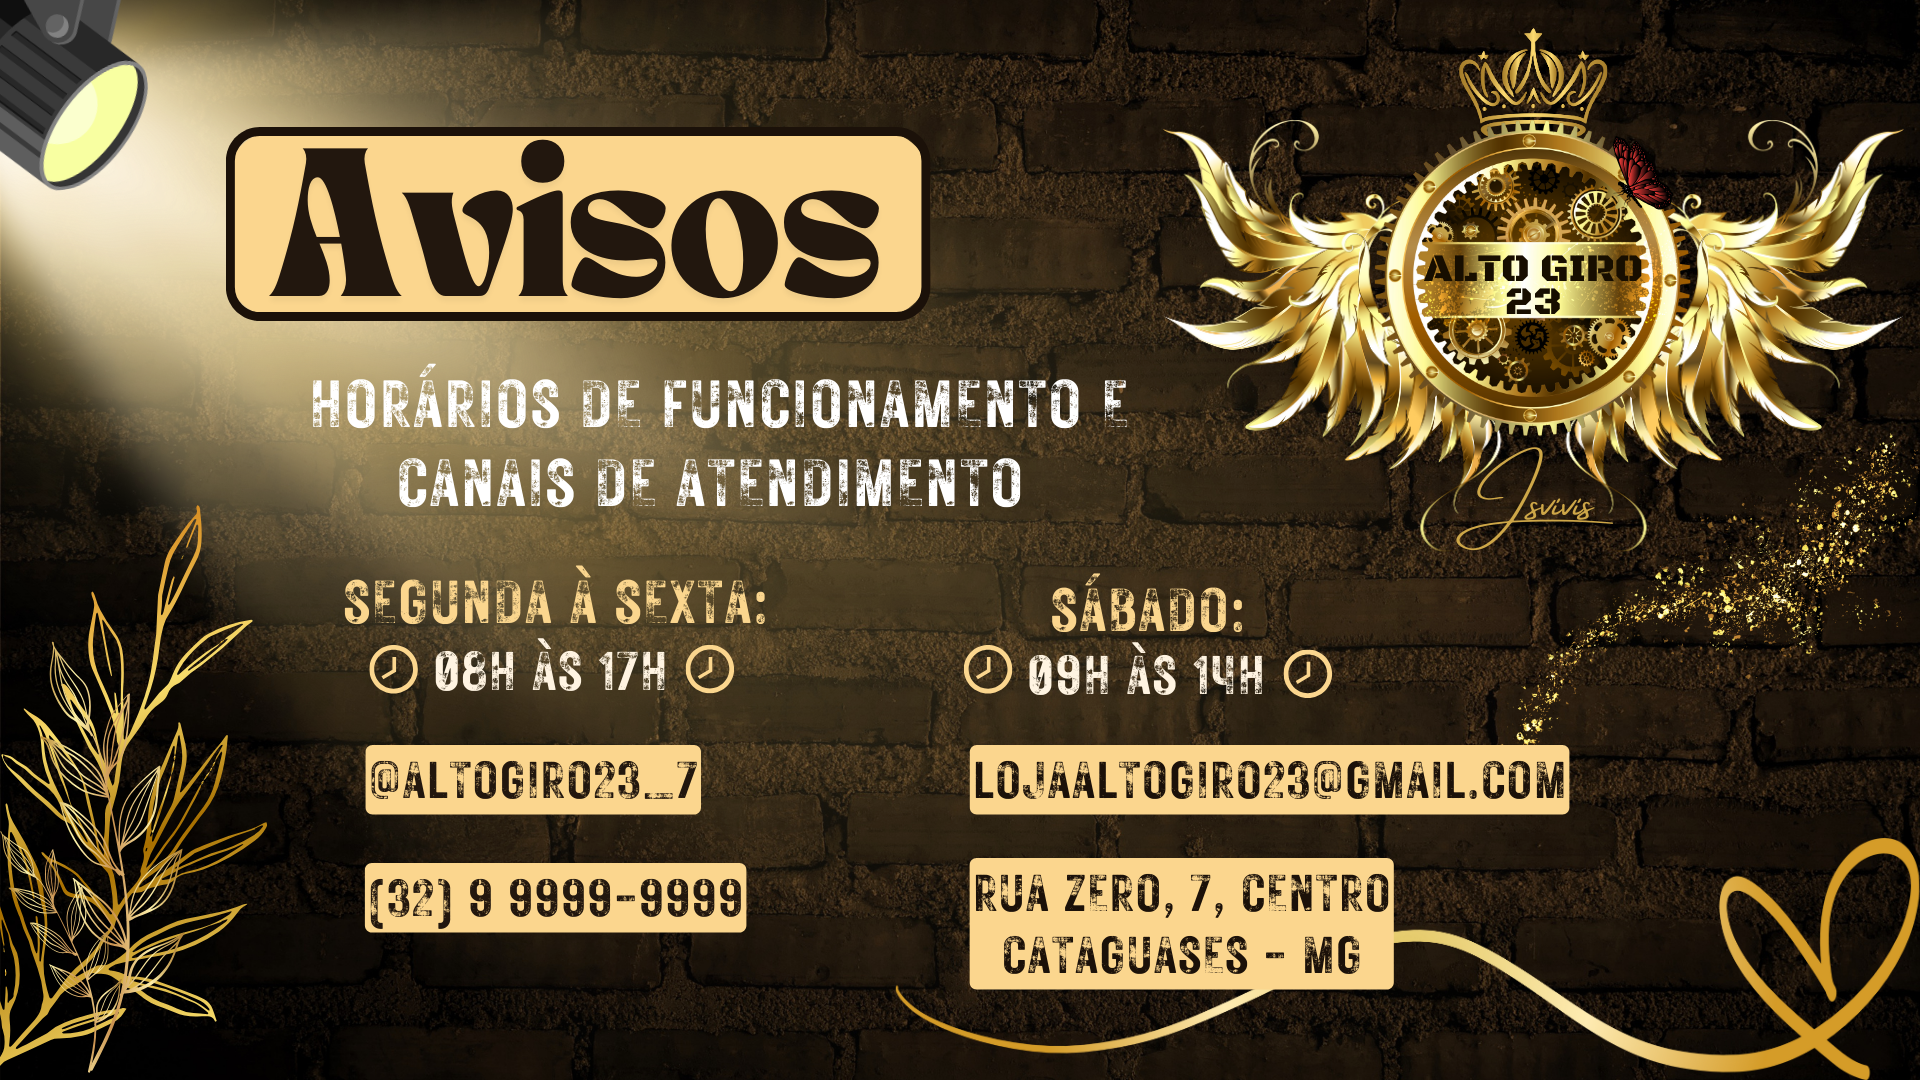 Avisos
ALTO GIRO
23
Jsvivis
HORÁRIOS DE FUNCIONAMENTO E
CANAIS DE ATENDIMENTO
SEGUNDA À SEXTA:
08H ÀS 17H
SÁBADO:
09H ÀS 14H
@ALTOGIRO23_7
LOJAALTOGIRO23@GMAIL.COM
(32) 9 9999-9999
RUA ZERO, 7, CENTRO
CATAGUASES - MG